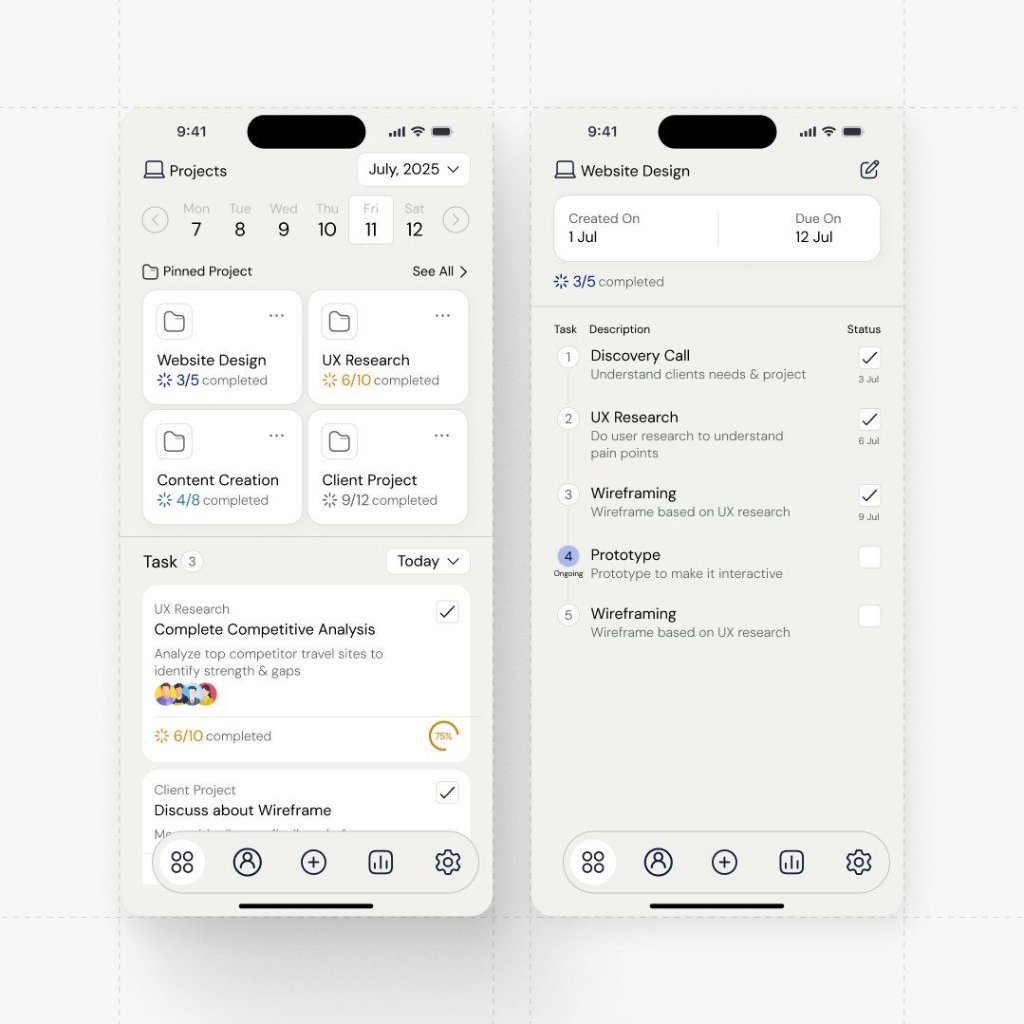 9:41
Projects
July, 2025
Mon Tue Wed Thu Fri Sat
7 8 9 10 11 12
Pinned Project
See All
Website Design
3/5 completed
UX Research
6/10 completed
Content Creation
4/8 completed
Client Project
9/12 completed
Task 3
Today
UX Research
Complete Competitive Analysis
Analyze top competitor travel sites to
identify strength & gaps
6/10 completed
75%
Client Project
Discuss about Wireframe
9:41
Website Design
Created On
1 Jul
Due On
12 Jul
3/5 completed
Task Description Status
1 Discovery Call
Understand clients needs & project
3 Jul
2 UX Research
Do user research to understand
pain points
6 Jul
3 Wireframing
Wireframe based on UX research
9 Jul
4 Prototype
Ongoing Prototype to make it interactive
5 Wireframing
Wireframe based on UX research